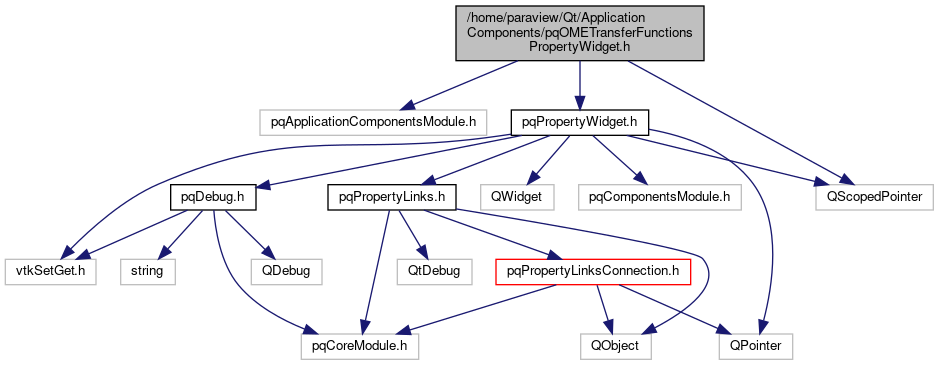 /home/paraview/Qt/Application
Components/pqOMETransferFunctions
PropertyWidget.h
pqApplicationComponentsModule.h
pqPropertyWidget.h
pqDebug.h
pqPropertyLinks.h
QWidget
pqComponentsModule.h
QScopedPointer
vtkSetGet.h
string
QDebug
QtDebug
pqPropertyLinksConnection.h
pqCoreModule.h
QObject
QPointer